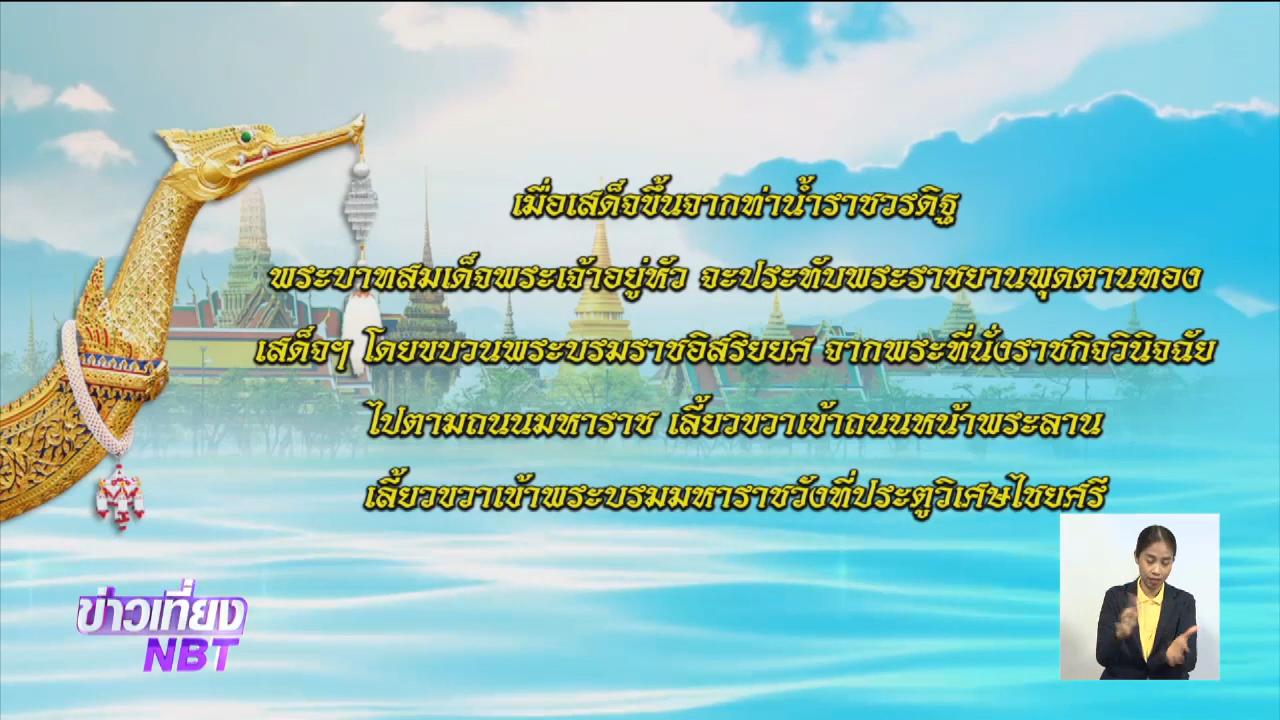 เมื่อเสด็จขึ้นจากท่าน้ำราชวรดิฐ
พระบาทสมเด็จพระเจ้าอยู่หัว จะประทับพระราชยานพุดตานทอง
เสด็จฯ โดยขบวนพระบรมราชอิสริยยศ จากพระที่นั่งราชกิจวินิจฉัย
ไปตามถนนมหาราช เลี้ยวขวาเข้าถนนหน้าพระลาน
เลี้ยวขวาเข้าพระบรมมหาราชวังที่ประตูวิเศษไชยศรี
ข่าวเที่ยง
NBT